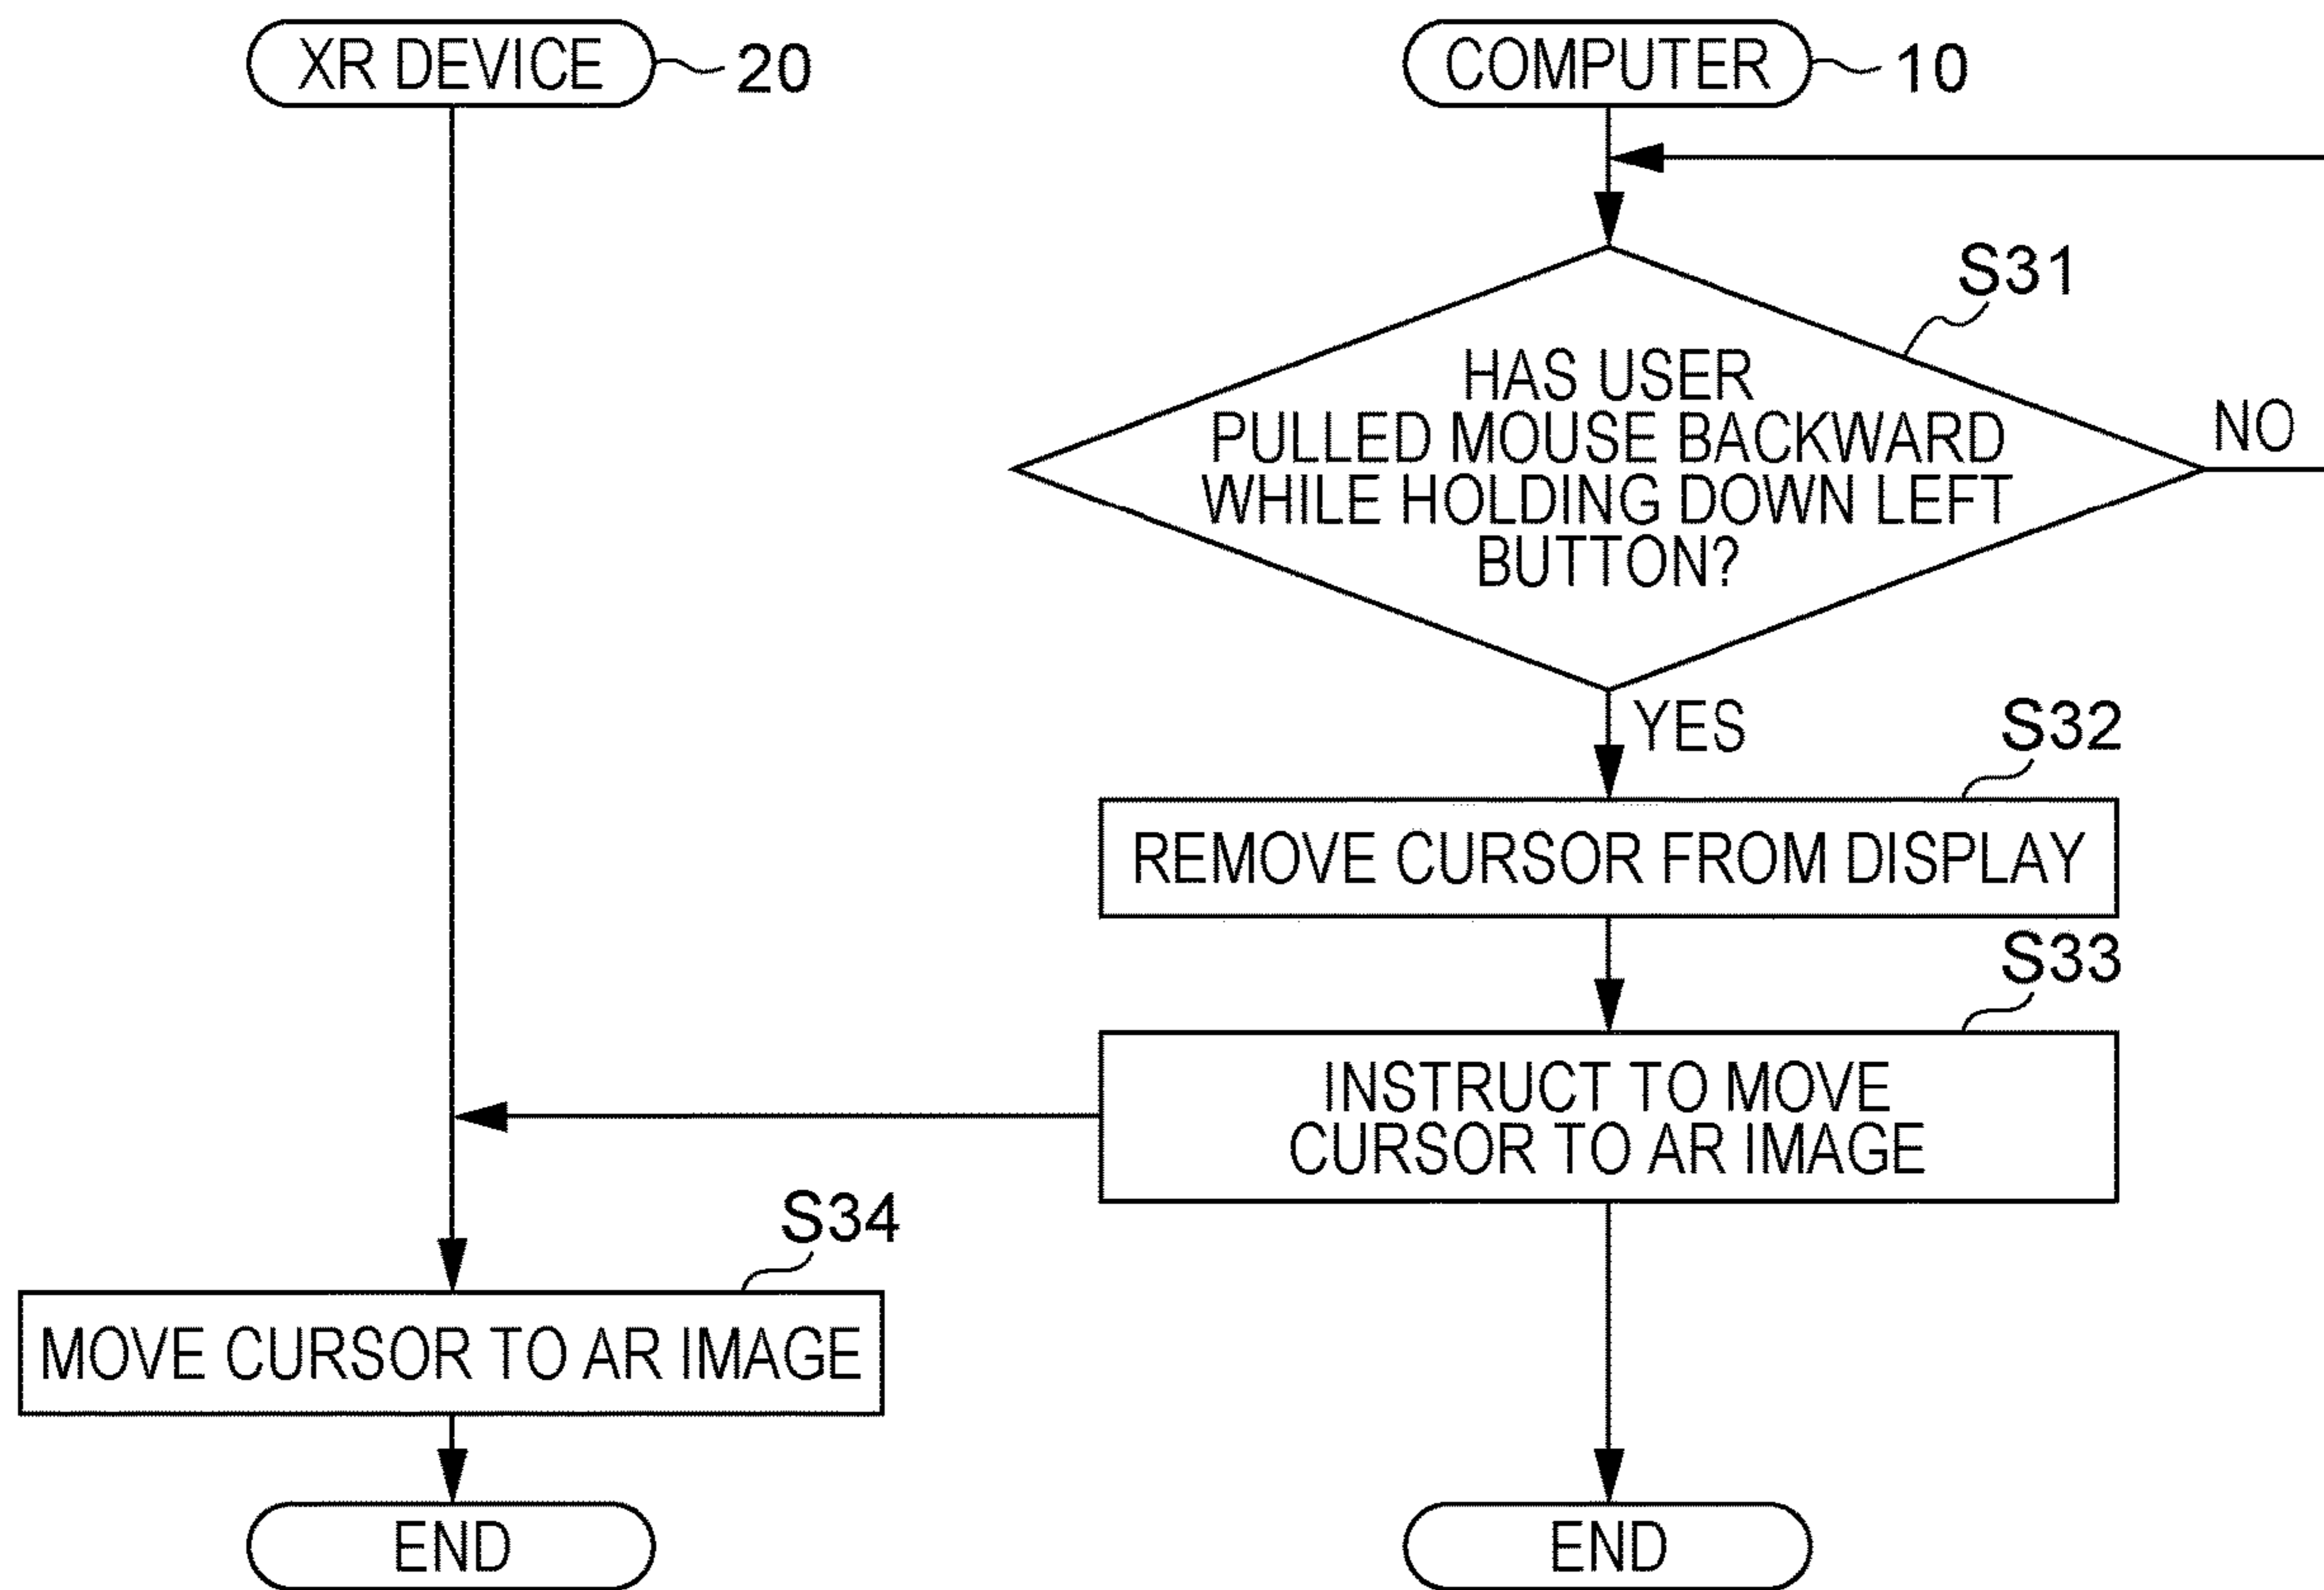 XR DEVICE
20
COMPUTER
10
S31
HAS USER
PULLED MOUSE BACKWARD
WHILE HOLDING DOWN LEFT
BUTTON?
NO
YES
S32
REMOVE CURSOR FROM DISPLAY
S33
INSTRUCT TO MOVE
CURSOR TO AR IMAGE
S34
MOVE CURSOR TO AR IMAGE
END
END